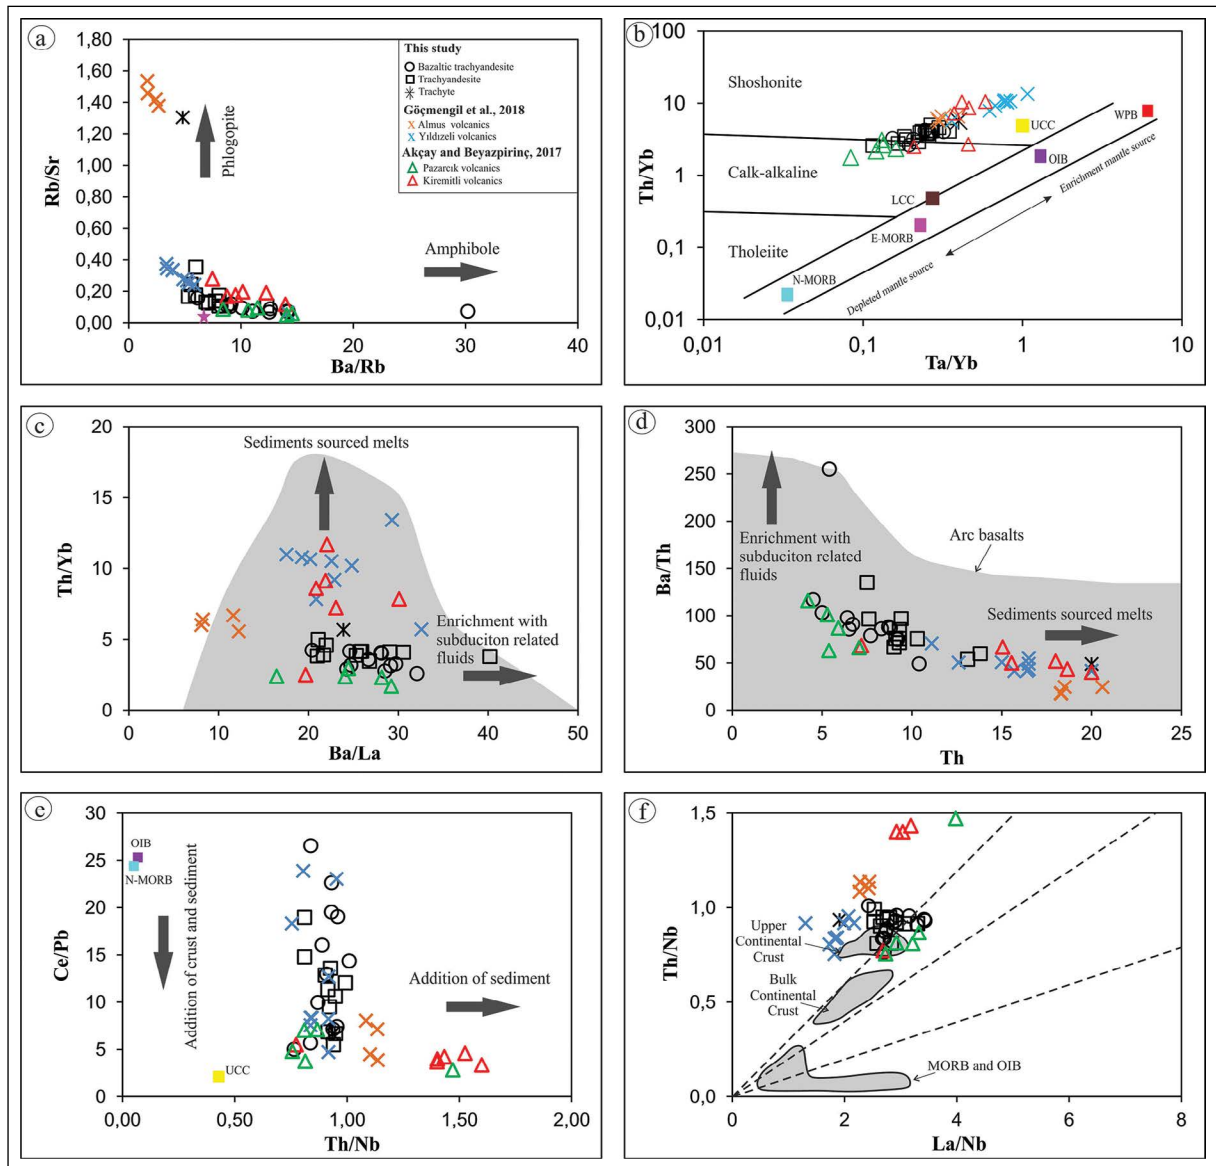 a
1,80
1,60
1,40
1,20
1,00
0,80
0,60
0,40
0,20
0,00
Rb/Sr
Phlogopite
Amphibole
0
10
20
30
40
Ba/Rb
This study
Bazaltic trachyandesite
Trachyandesite
Trachyte
Göçmengil et al., 2018
Almus volcanics
Yıldızeli volcanics
Akçay and Beyazpirinç, 2017
Pazarcık volcanics
Kiremitli volcanics
b
100
10
1
0,1
0,01
Th/Yb
Shoshonite
Calk-alkaline
Tholeiite
WPB
UCC
OIB
LCC
E-MORB
N-MORB
Enrichment mantle source
Depleted mantle source
0,01
0,1
1
10
Ta/Yb
c
20
15
10
5
0
Th/Yb
Sediments sourced melts
Enrichment with
subduciton related
fluids
0
10
20
30
40
50
Ba/La
d
300
250
200
150
100
50
0
Ba/Th
Enrichment with
subduciton related
fluids
Arc basalts
Sediments sourced melts
0
5
10
15
20
25
Th
e
30
25
20
15
10
5
0
Ce/Pb
OIB
N-MORB
Addition of crust and sediment
Addition of sediment
UCC
0,00
0,50
1,00
1,50
2,00
Th/Nb
f
1,5
1,0
0,5
0,0
Th/Nb
Upper
Continental
Crust
Bulk
Continental
Crust
MORB and OIB
0
2
4
6
8
La/Nb